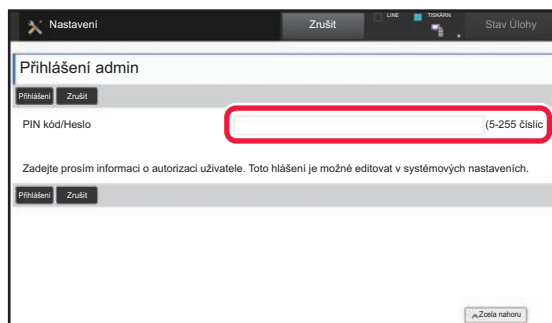 Nastavení
Zrušit
LINE
TISKÁRN
Stav Úlohy
Přihlášení admin
Přihlášení Zrušit
PIN kód/Heslo
(5-255 číslic
Zadejte prosím informaci o autorizaci uživatele. Toto hlášení je možné editovat v systémových nastaveních.
Přihlášení Zrušit
Zcela nahoru